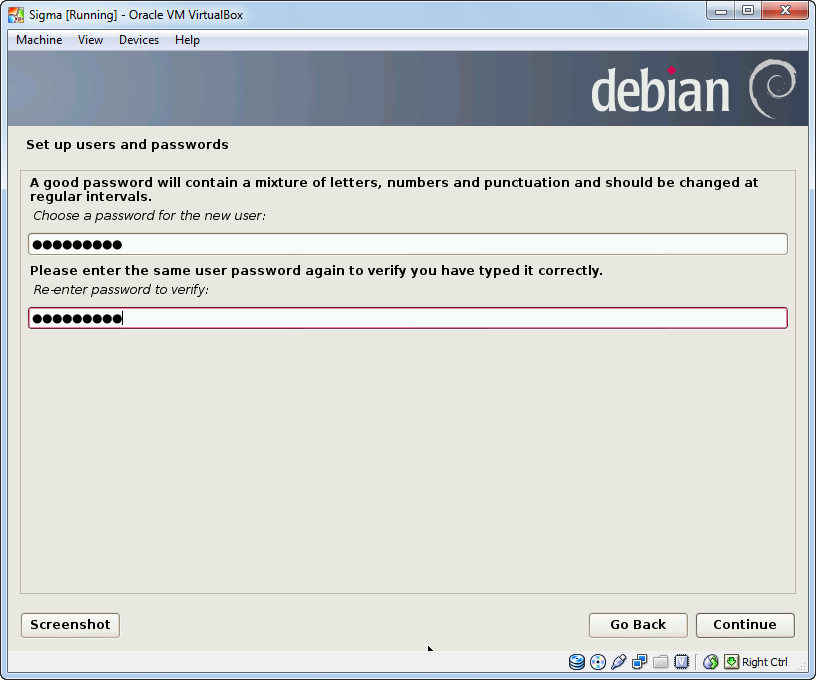 Sigma [Running] - Oracle VM VirtualBox
Machine View Devices Help
debian
Set up users and passwords
A good password will contain a mixture of letters, numbers and punctuation and should be changed at
regular intervals.
Choose a password for the new user:
●●●●●●●●●
Please enter the same user password again to verify you have typed it correctly.
Re-enter password to verify:
●●●●●●●●●
Screenshot Go Back Continue
Right Ctrl